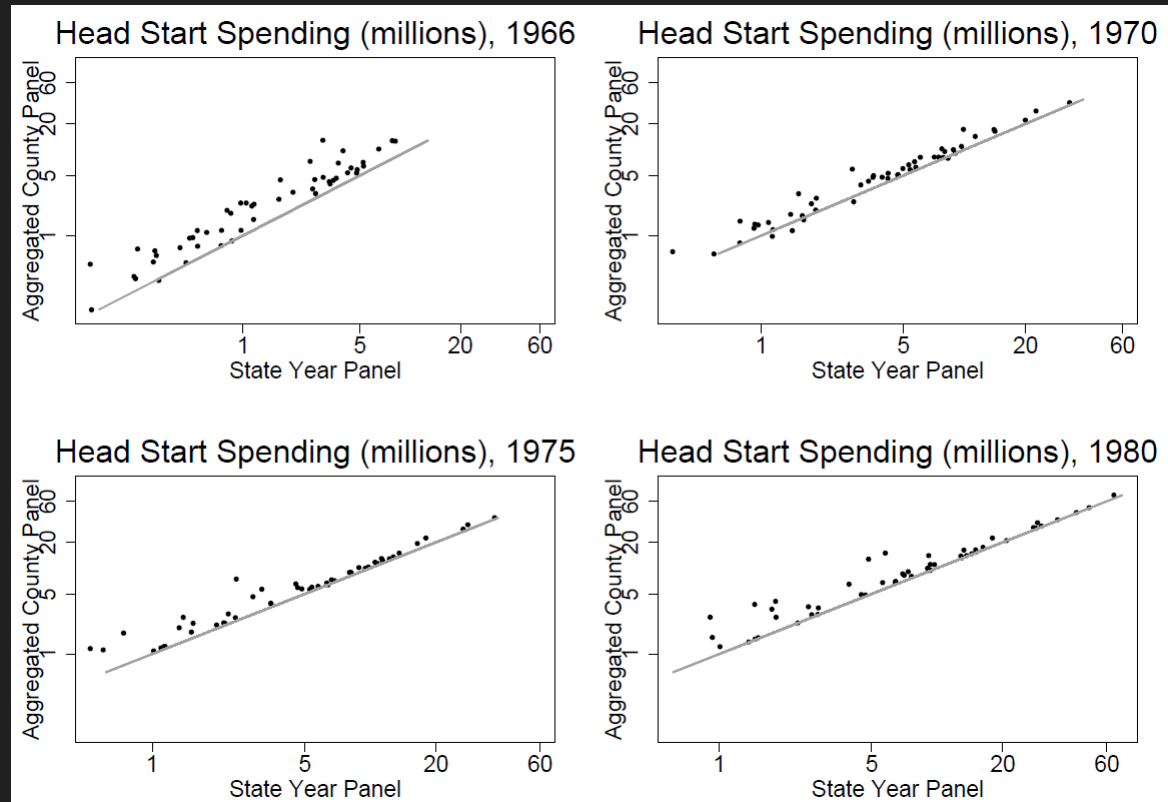 Head Start Spending (millions), 1966
Aggregated County Panel
60
20
5
1
1 5 20 60
State Year Panel
Head Start Spending (millions), 1970
Aggregated County Panel
60
20
5
1
1 5 20 60
State Year Panel
Head Start Spending (millions), 1975
Aggregated County Panel
60
20
5
1
1 5 20 60
State Year Panel
Head Start Spending (millions), 1980
Aggregated County Panel
60
20
5
1
1 5 20 60
State Year Panel